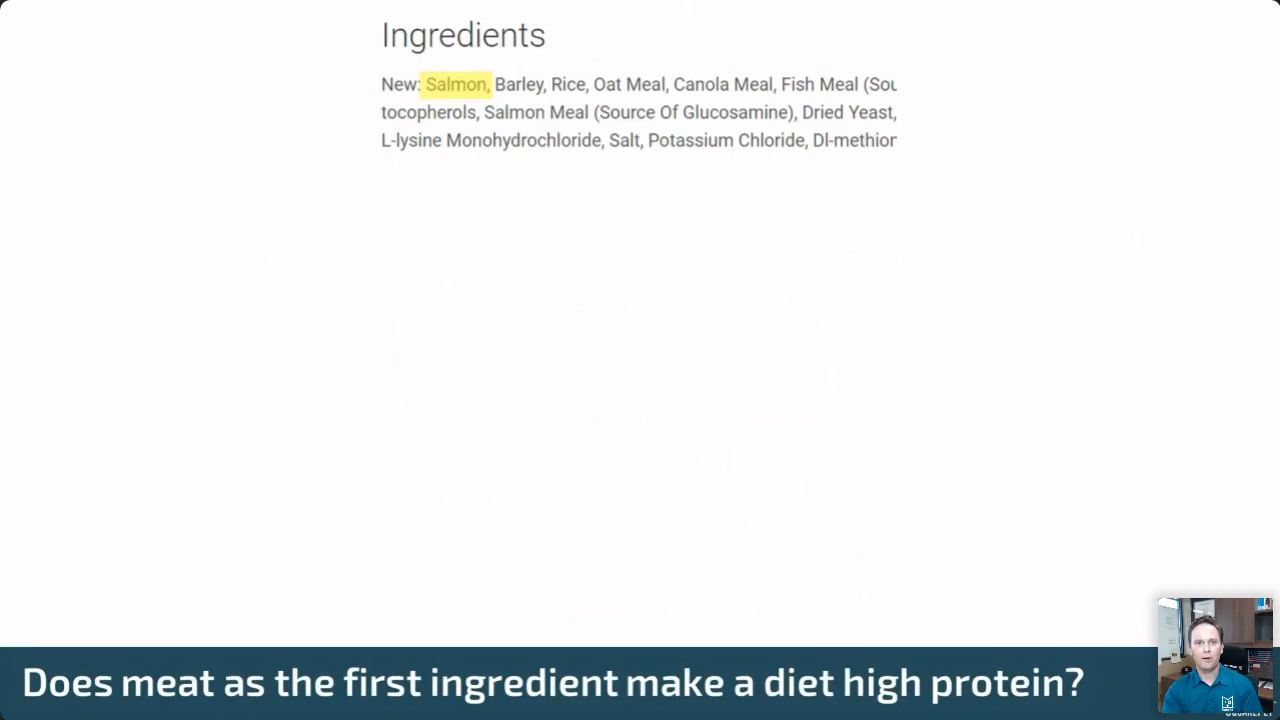 Ingredients
New: Salmon, Barley, Rice, Oat Meal, Canola Meal, Fish Meal (Sou
tocopherols, Salmon Meal (Source Of Glucosamine), Dried Yeast,
L-lysine Monohydrochloride, Salt, Potassium Chloride, Dl-methior
Does meat as the first ingredient make a diet high protein?